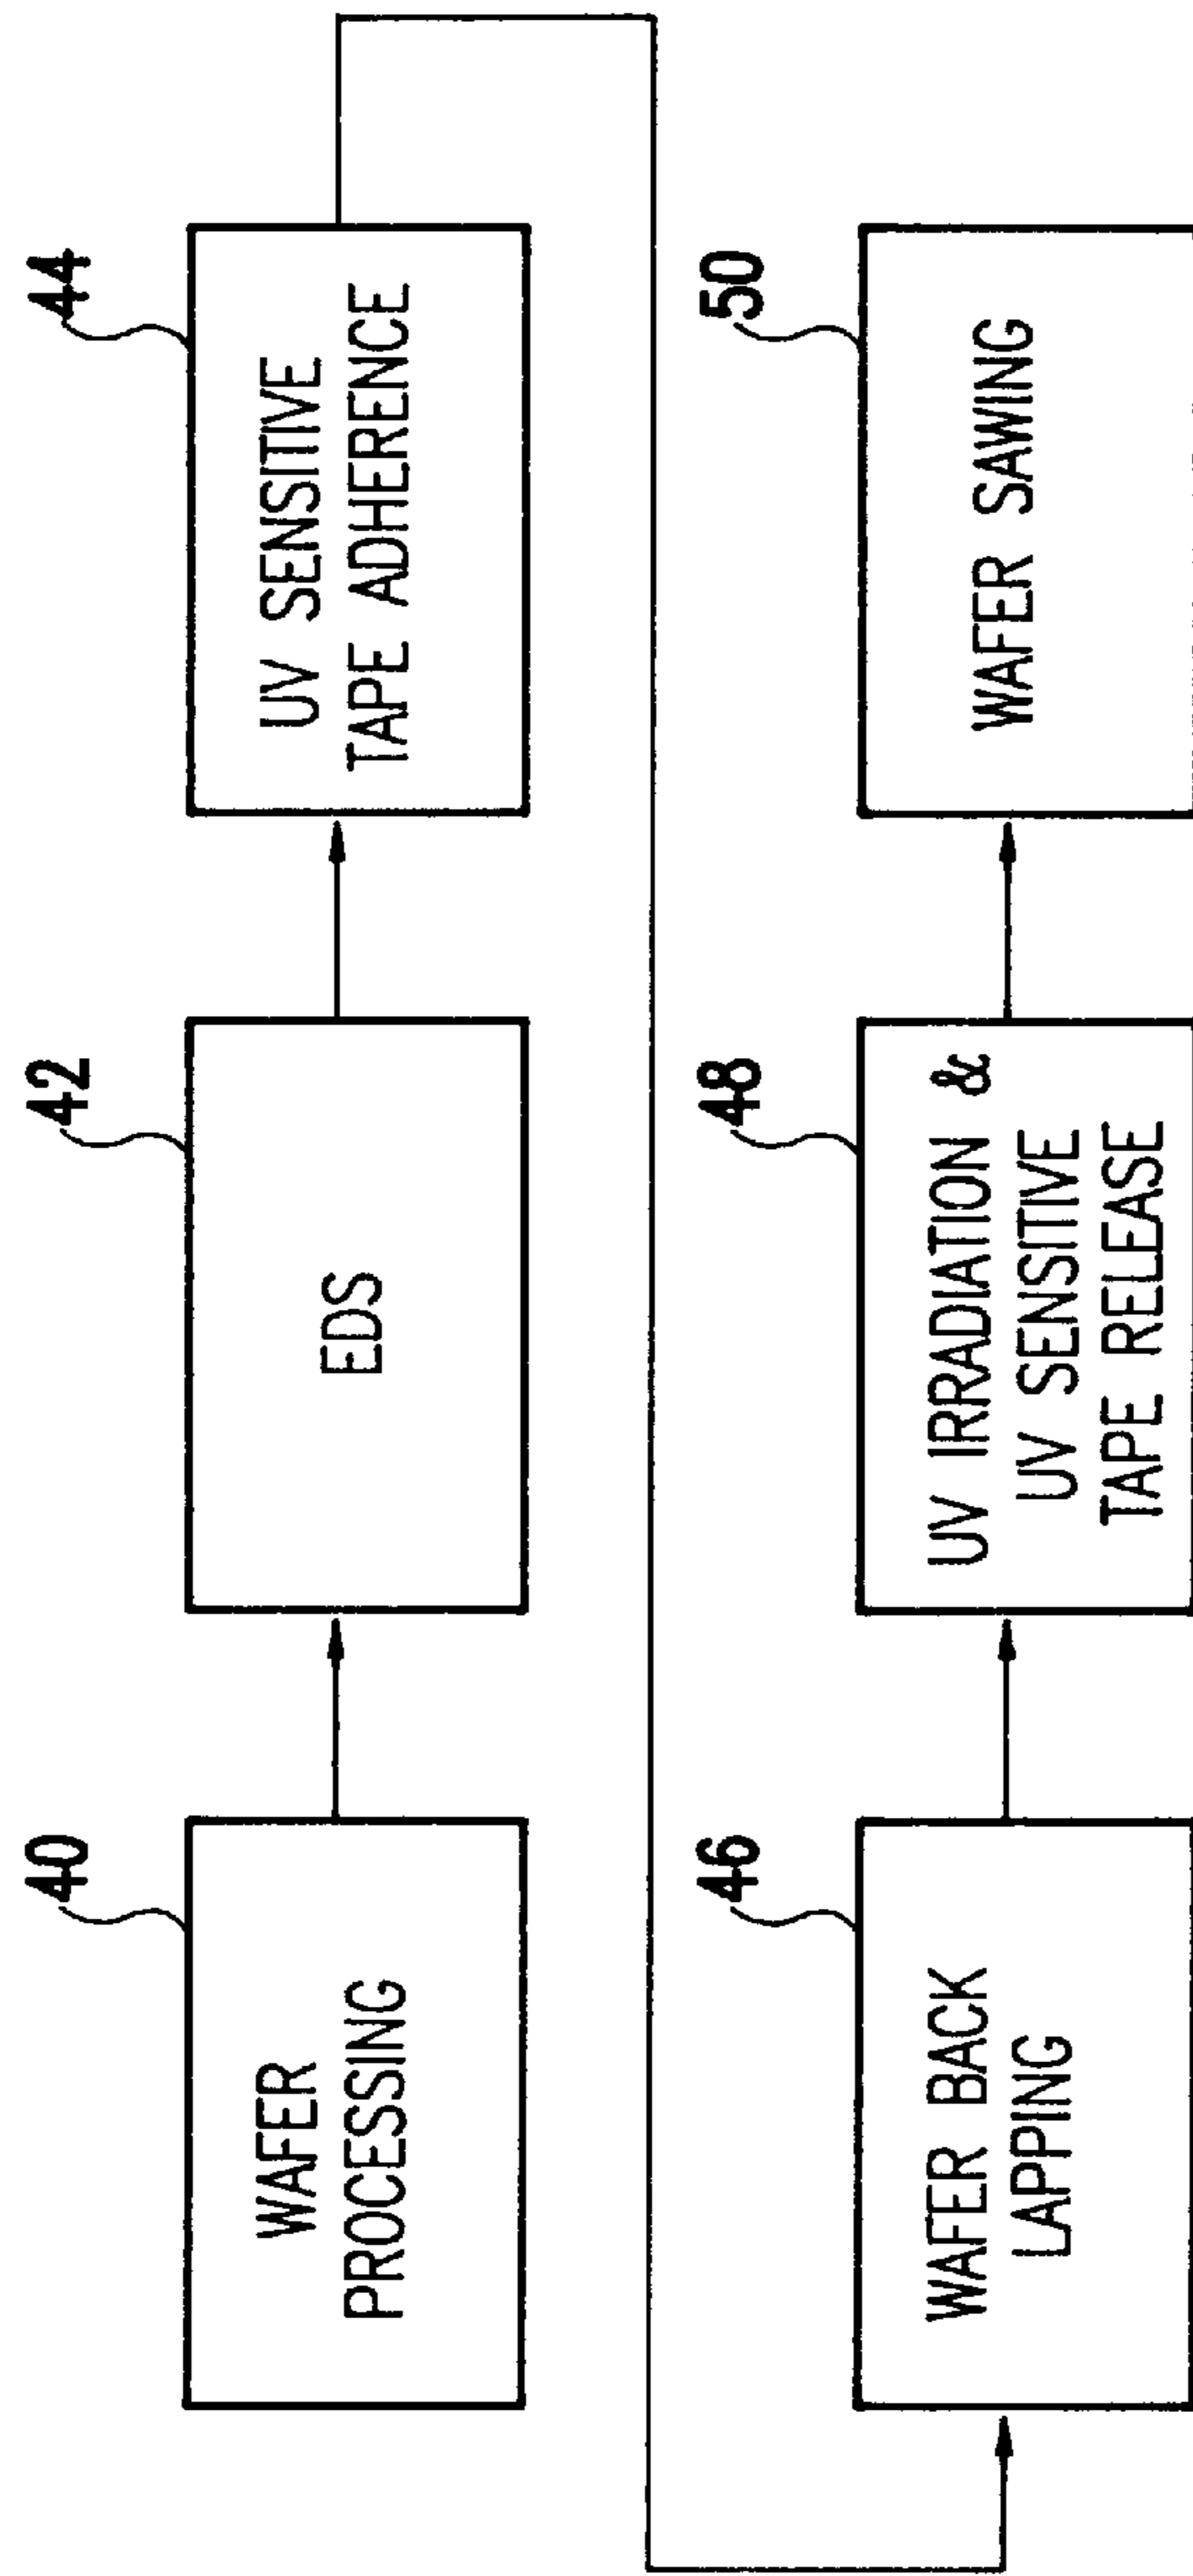 40
WAFER
PROCESSING
42
EDS
44
UV SENSITIVE
TAPE ADHERENCE
46
WAFER BACK
LAPPING
48
UV IRRADIATION &
UV SENSITIVE
TAPE RELEASE
50
WAFER SAWING